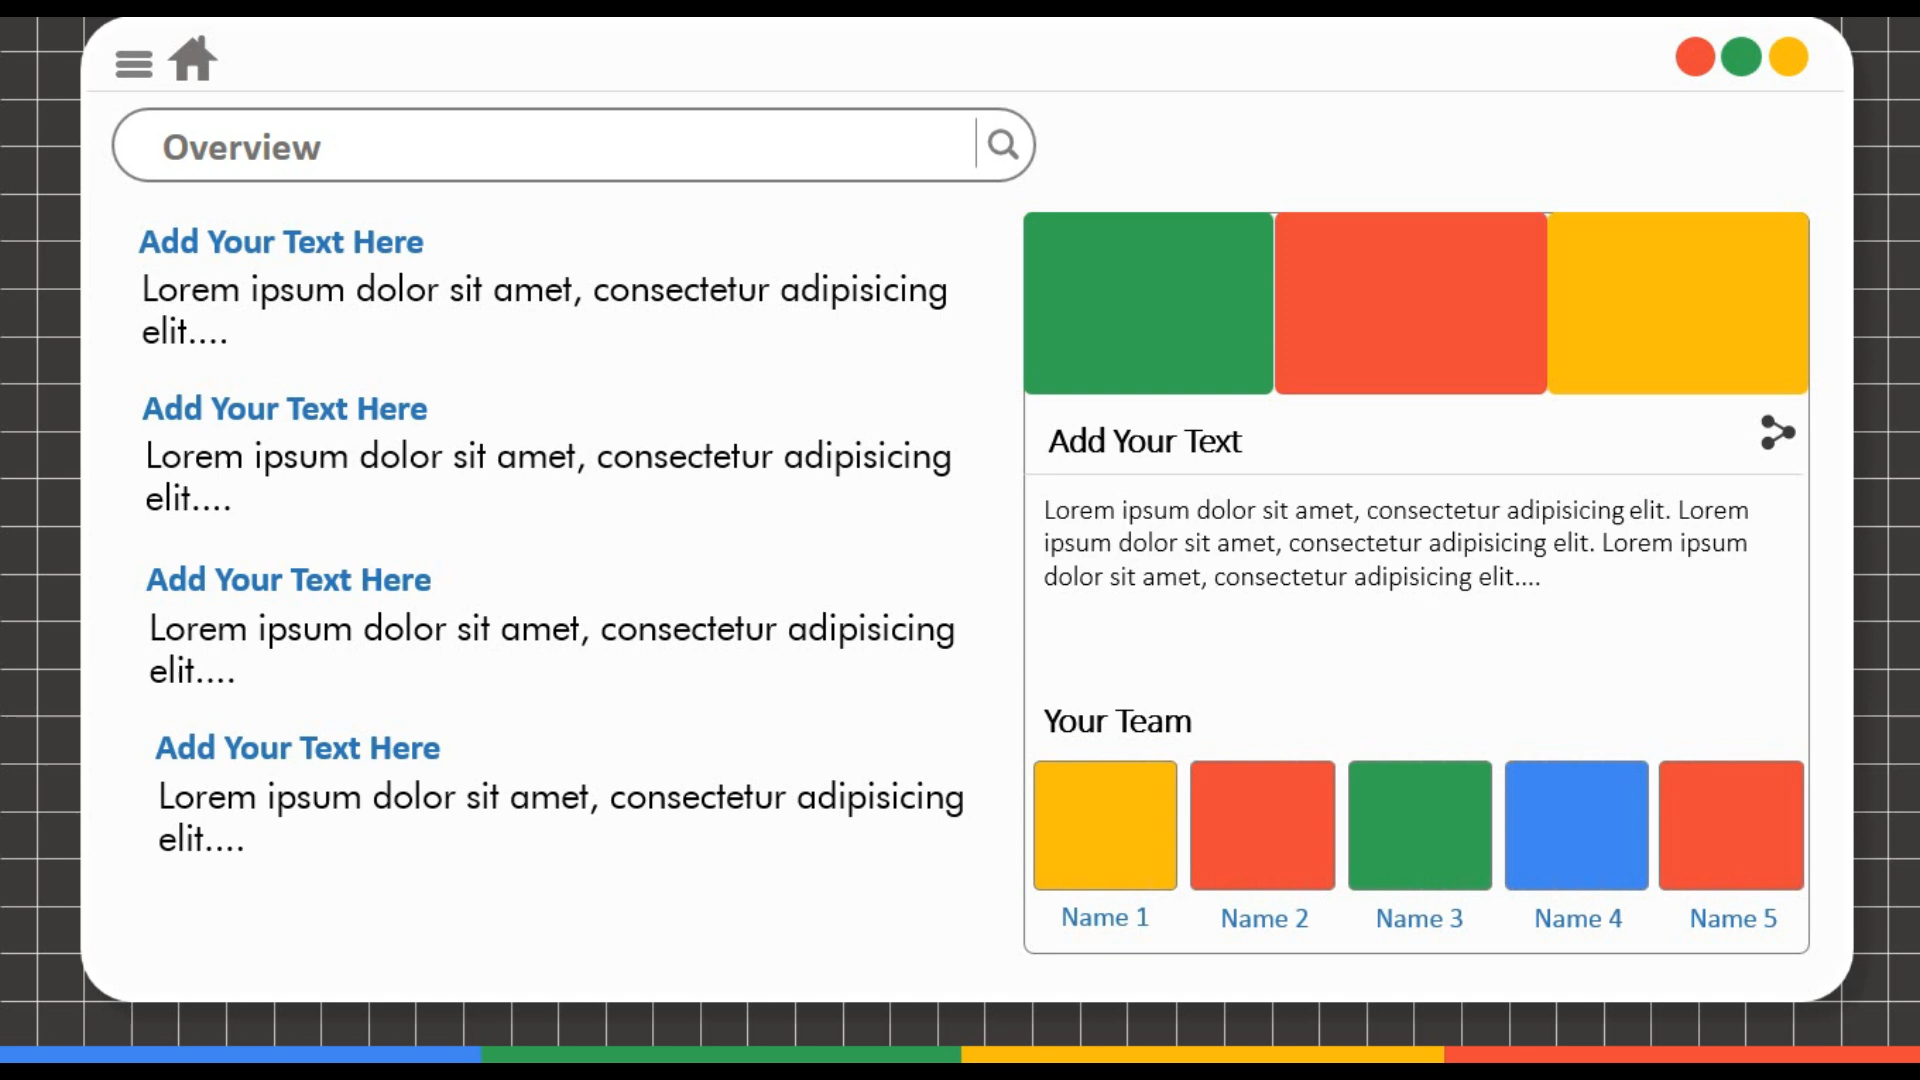 Overview
Add Your Text Here
Lorem ipsum dolor sit amet, consectetur adipisicing
elit....
Add Your Text Here
Lorem ipsum dolor sit amet, consectetur adipisicing
elit....
Add Your Text Here
Lorem ipsum dolor sit amet, consectetur adipisicing
elit....
Add Your Text Here
Lorem ipsum dolor sit amet, consectetur adipisicing
elit....
Add Your Text
Lorem ipsum dolor sit amet, consectetur adipisicing elit. Lorem
ipsum dolor sit amet, consectetur adipisicing elit. Lorem ipsum
dolor sit amet, consectetur adipisicing elit....
Your Team
Name 1 Name 2 Name 3 Name 4 Name 5